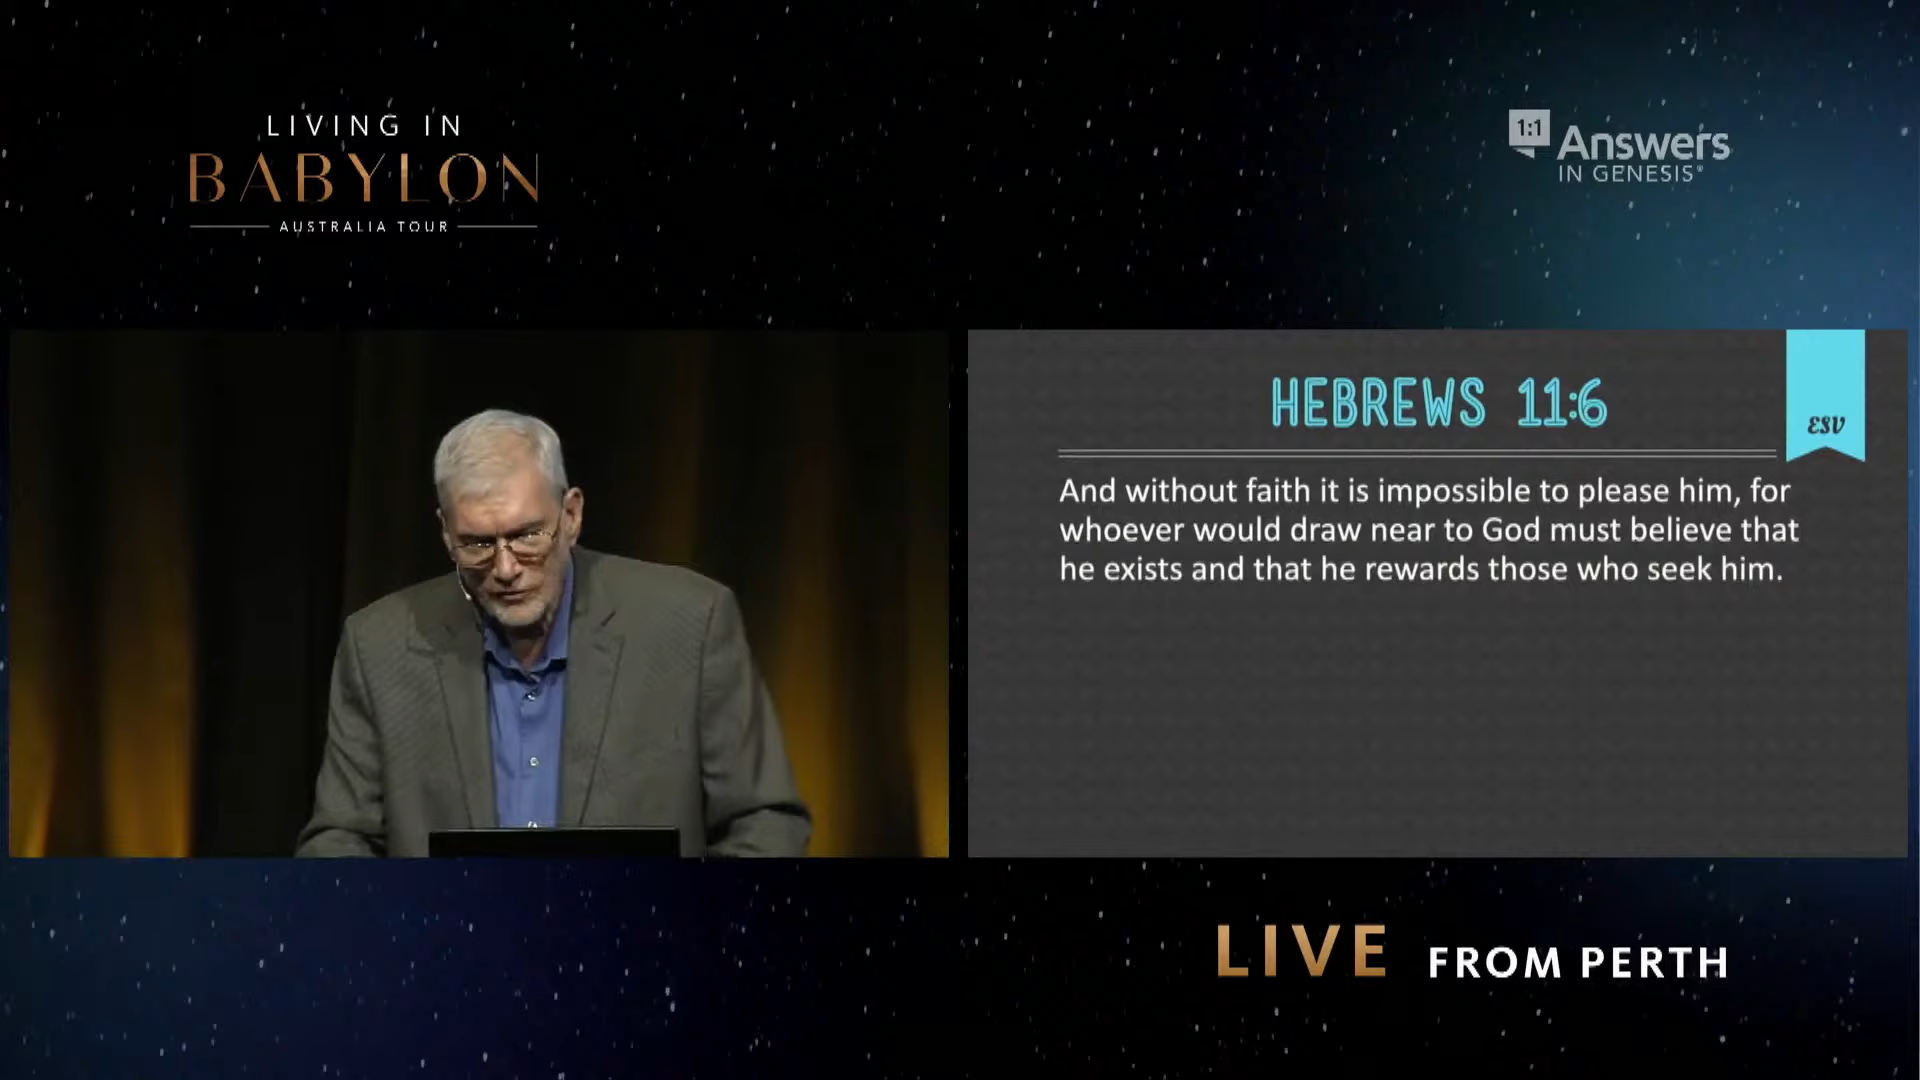 LIVING IN
BABYLON
AUSTRALIA TOUR
1:1
Answers
IN GENESIS®
HEBREWS 11:6
ESV
And without faith it is impossible to please him, for
whoever would draw near to God must believe that
he exists and that he rewards those who seek him.
LIVE FROM PERTH